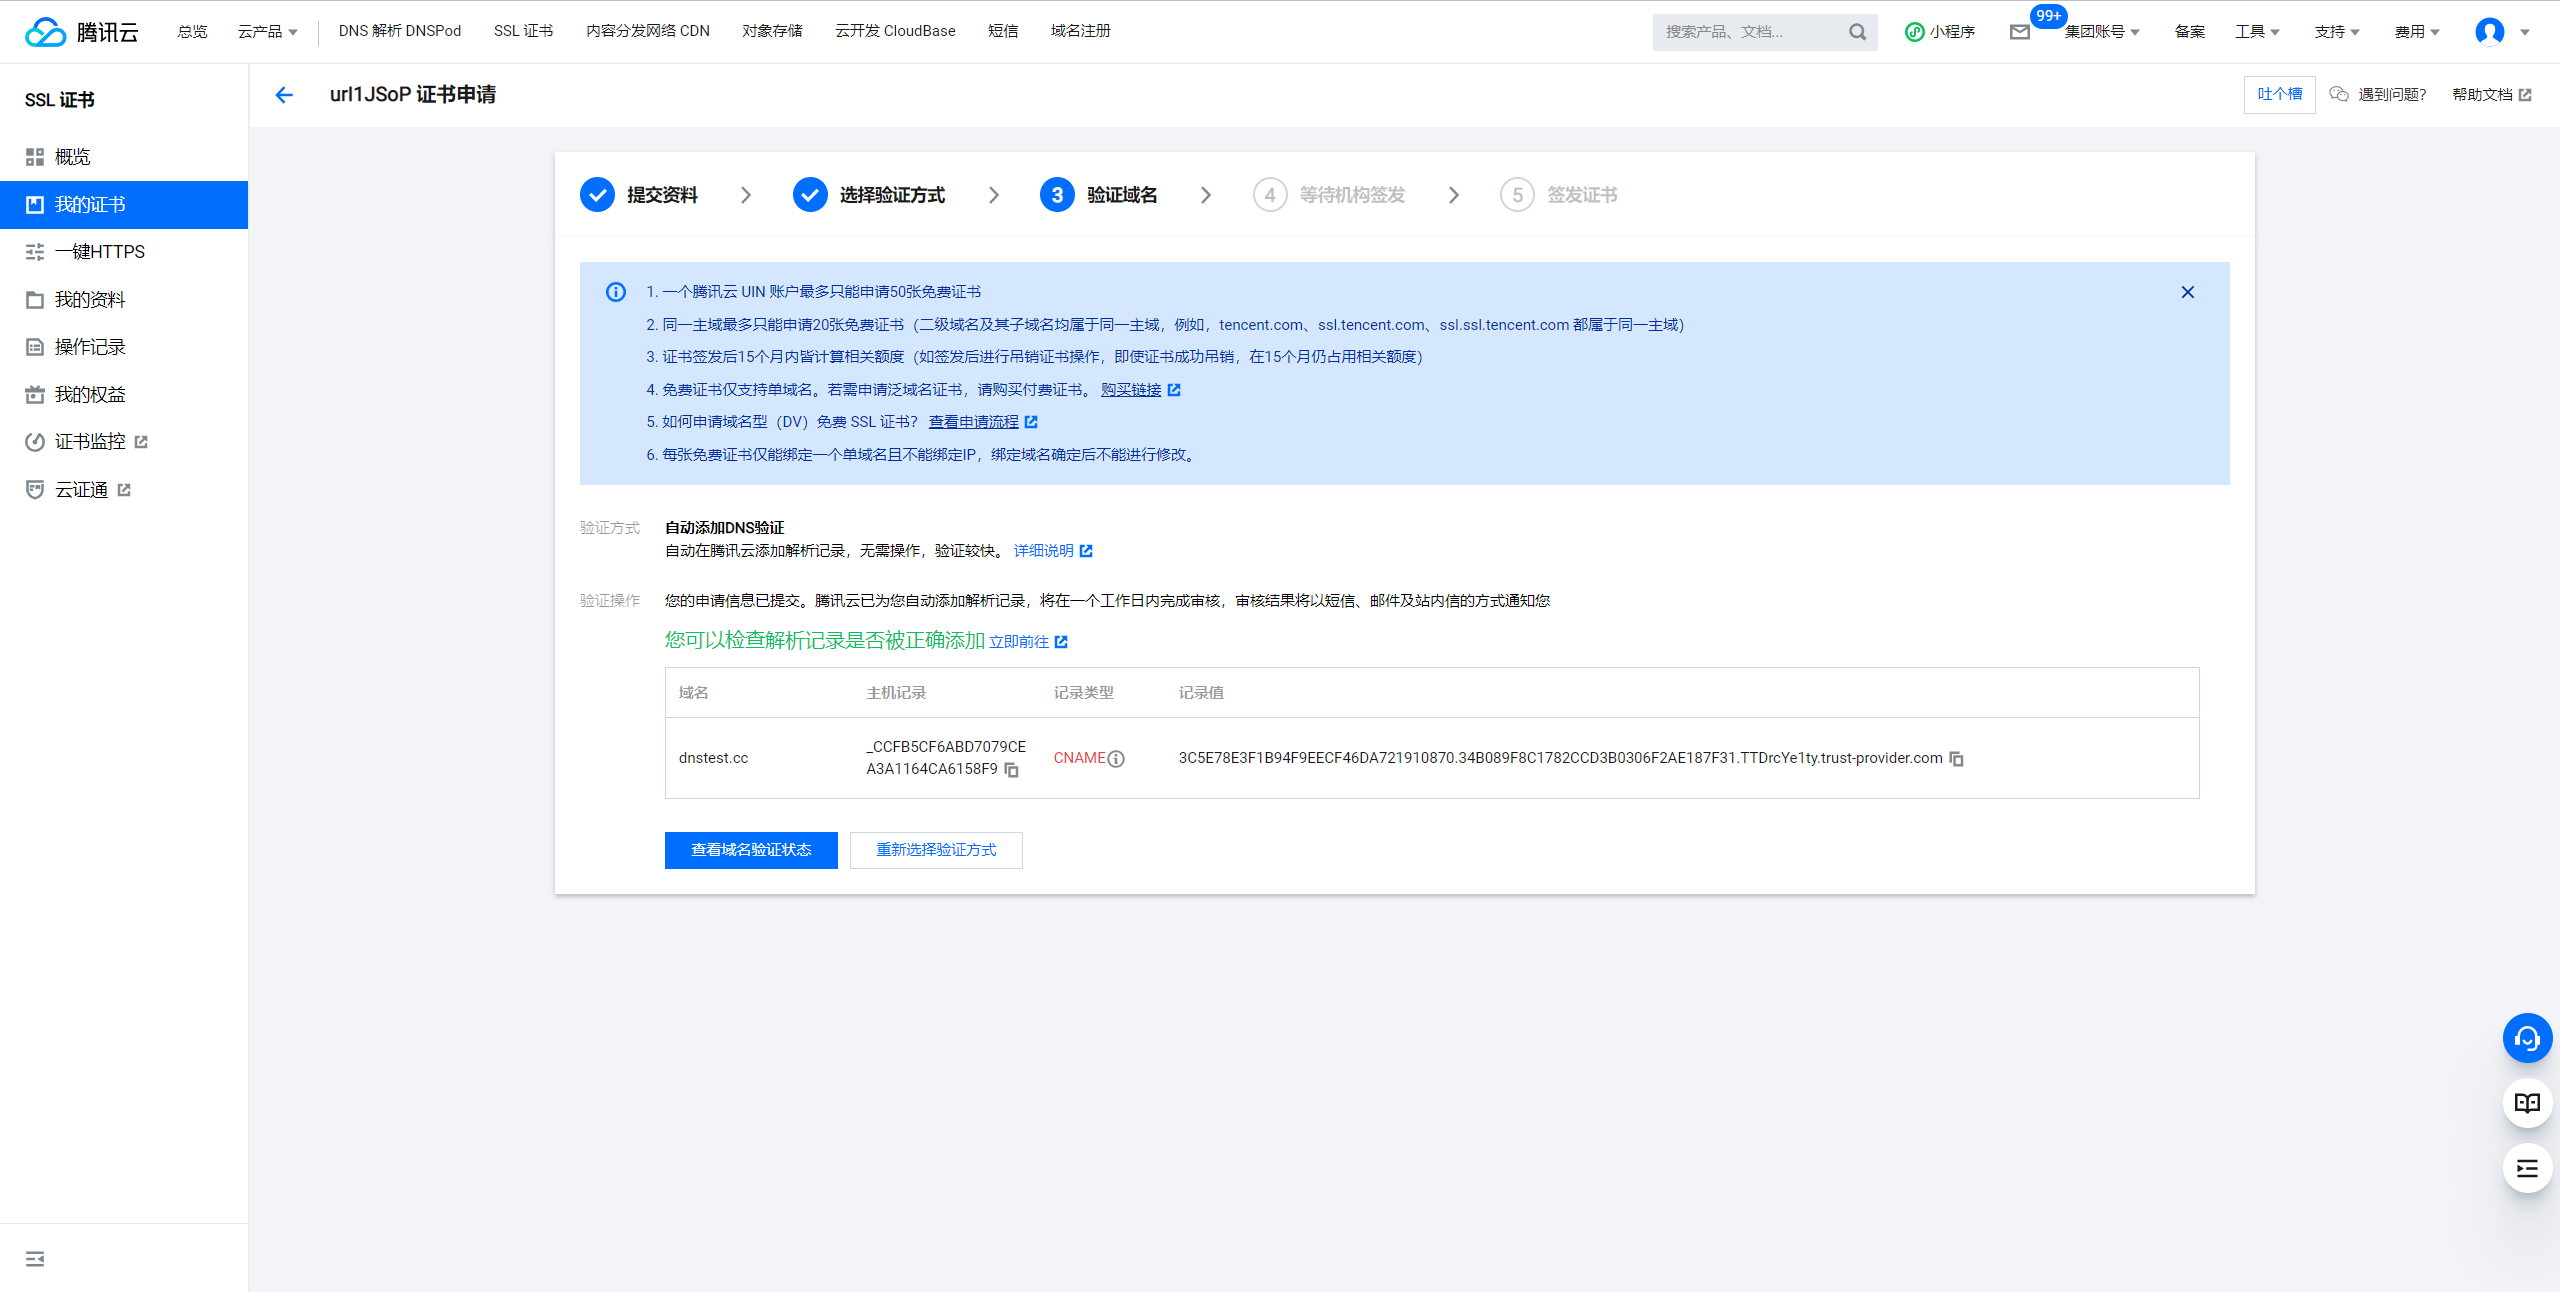 腾讯云 总览 云产品 DNS 解析 DNSPod SSL 证书 内容分发网络 CDN 对象存储 云开发 CloudBase 短信 域名注册 搜索产品、文档... 小程序 99+ 集团账号 备案 工具 支持 费用
SSL 证书
概览
我的证书
一键HTTPS
我的资料
操作记录
我的权益
证书监控
云证通
url1JSoP 证书申请 吐个槽 遇到问题? 帮助文档
提交资料 选择验证方式 3 验证域名 4 等待机构签发 5 签发证书
1. 一个腾讯云 UIN 账户最多只能申请50张免费证书
2. 同一主域最多只能申请20张免费证书（二级域名及其子域名均属于同一主域，例如，tencent.com、ssl.tencent.com、ssl.ssl.tencent.com 都属于同一主域）
3. 证书签发后15个月内皆计算相关额度（如签发后进行吊销证书操作，即使证书成功吊销，在15个月仍占用相关额度）
4. 免费证书仅支持单域名。若需申请泛域名证书，请购买付费证书。 购买链接
5. 如何申请域名型（DV）免费 SSL 证书？ 查看申请流程
6. 每张免费证书仅能绑定一个单域名且不能绑定IP，绑定域名确定后不能进行修改。
验证方式 自动添加DNS验证
自动在腾讯云添加解析记录，无需操作，验证较快。 详细说明
验证操作 您的申请信息已提交。腾讯云已为您自动添加解析记录，将在一个工作日内完成审核，审核结果将以短信、邮件及站内信的方式通知您
您可以检查解析记录是否被正确添加 立即前往
域名 主机记录 记录类型 记录值
dnstest.cc _CCFB5CF6ABD7079CE
A3A1164CA6158F9 CNAME 3C5E78E3F1B94F9EECF46DA721910870.34B089F8C1782CCD3B0306F2AE187F31.TTDrcYe1ty.trust-provider.com
查看域名验证状态 重新选择验证方式